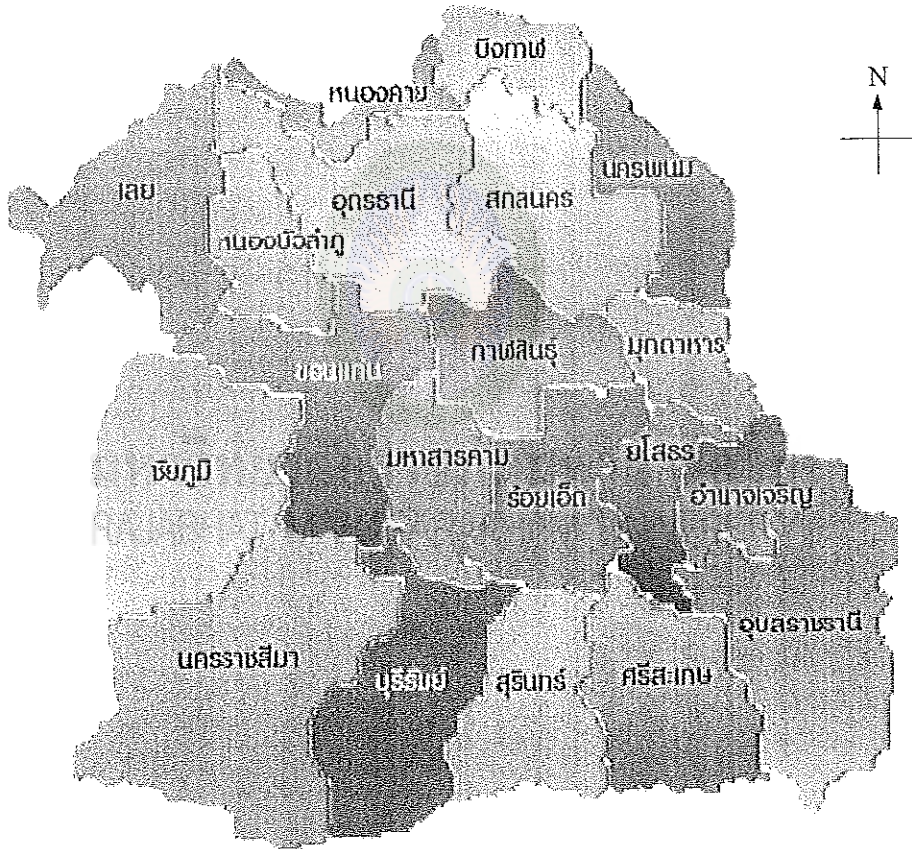 บึงกาฬ
หนองคาย
N
นครพนม
เลย
อุดรธานี
สกลนคร
หนองบัวลำภู
กาฬสินธุ์
มุกดาหาร
ขอนแก่น
ชัยภูมิ
มหาสารคาม
ยโสธร
ร้อยเอ็ด
อำนาจเจริญ
อุบลราชธานี
นครราชสีมา
บุรีรัมย์
สุรินทร์
ศรีสะเกษ